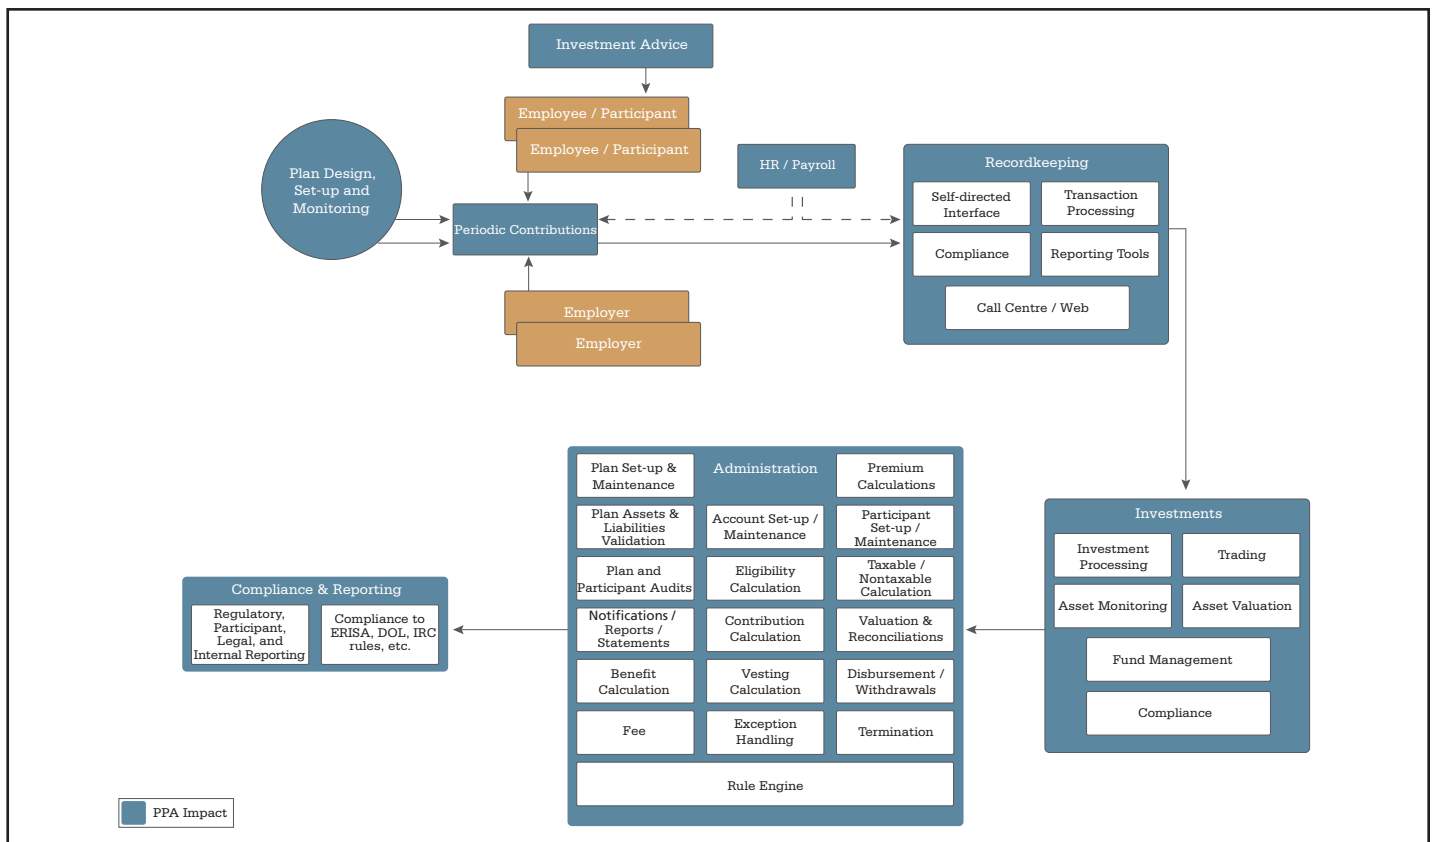 Investment Advice
Employee / Participant
Employee / Participant
Plan Design,
Set-up and
Monitoring
HR / Payroll
Periodic Contributions
Employer
Employer
Recordkeeping
Self-directed
Interface
Transaction
Processing
Compliance
Reporting Tools
Call Centre / Web
Investments
Investment
Processing
Trading
Asset Monitoring
Asset Valuation
Fund Management
Compliance
Administration
Plan Set-up &
Maintenance
Premium
Calculations
Plan Assets &
Liabilities
Validation
Account Set-up /
Maintenance
Participant
Set-up /
Maintenance
Plan and
Participant Audits
Eligibility
Calculation
Taxable /
Nontaxable
Calculation
Notifications /
Reports /
Statements
Contribution
Calculation
Valuation &
Reconciliations
Benefit
Calculation
Vesting
Calculation
Disbursement /
Withdrawals
Fee
Exception
Handling
Termination
Rule Engine
Compliance & Reporting
Regulatory,
Participant,
Legal, and
Internal Reporting
Compliance to
ERISA, DOL, IRC
rules, etc.
PPA Impact